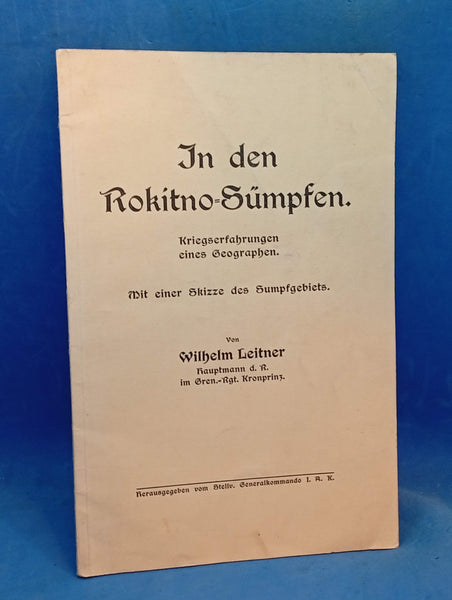 In den
Rokitno=Sümpfen.
Kriegserfahrungen
eines Geographen.
Mit einer Skizze des Sumpfgebiets.
Von
Wilhelm Leitner
Hauptmann d. R.
im Gren.-Rgt. Kronprinz.
Herausgegeben vom Stellv. Generalkommando I. A. K.